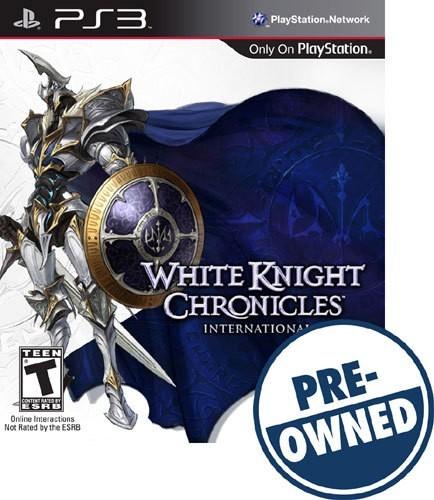 PS3
PlayStation®Network
Only On PlayStation®
WHITE KNIGHT
CHRONICLES™
INTERNATIONAL
TEEN
T
CONTENT RATED BY
ESRB
Online Interactions
Not Rated by the ESRB
PRE-
OWNED